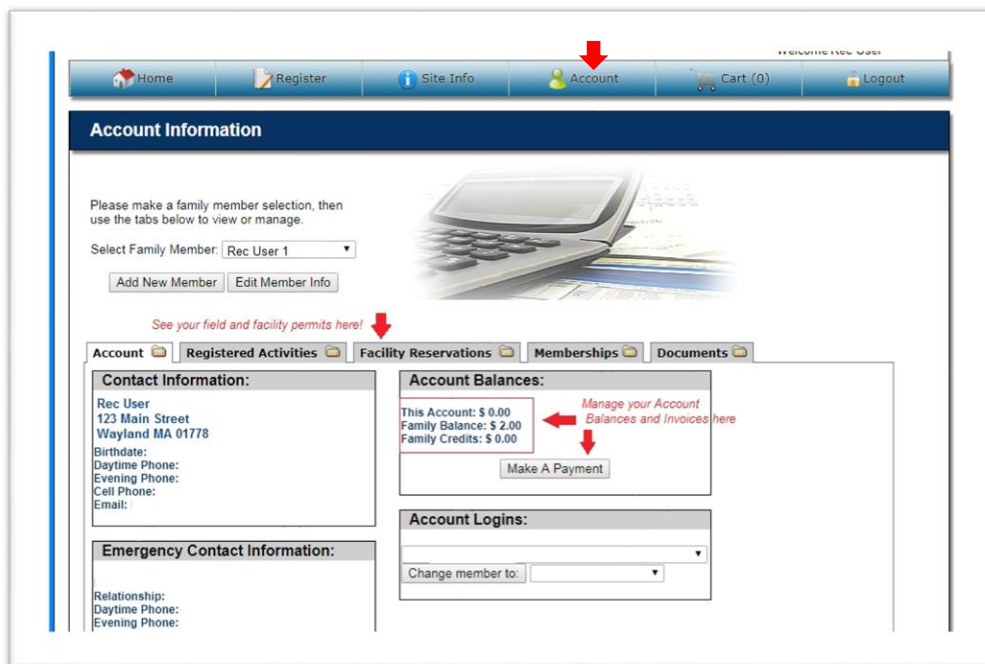 Welcome Rec User
Home Register Site Info Account Cart (0) Logout
Account Information
Please make a family member selection, then
use the tabs below to view or manage.
Select Family Member: Rec User 1
Add New Member Edit Member Info
See your field and facility permits here!
Account Registered Activities Facility Reservations Memberships Documents
Contact Information:
Rec User
123 Main Street
Wayland MA 01778
Birthdate:
Daytime Phone:
Evening Phone:
Cell Phone:
Email:
Emergency Contact Information:
Relationship:
Daytime Phone:
Evening Phone:
Account Balances:
This Account: $ 0.00
Family Balance: $ 2.00
Family Credits: $ 0.00
Manage your Account
Balances and Invoices here
Make A Payment
Account Logins:
Change member to: